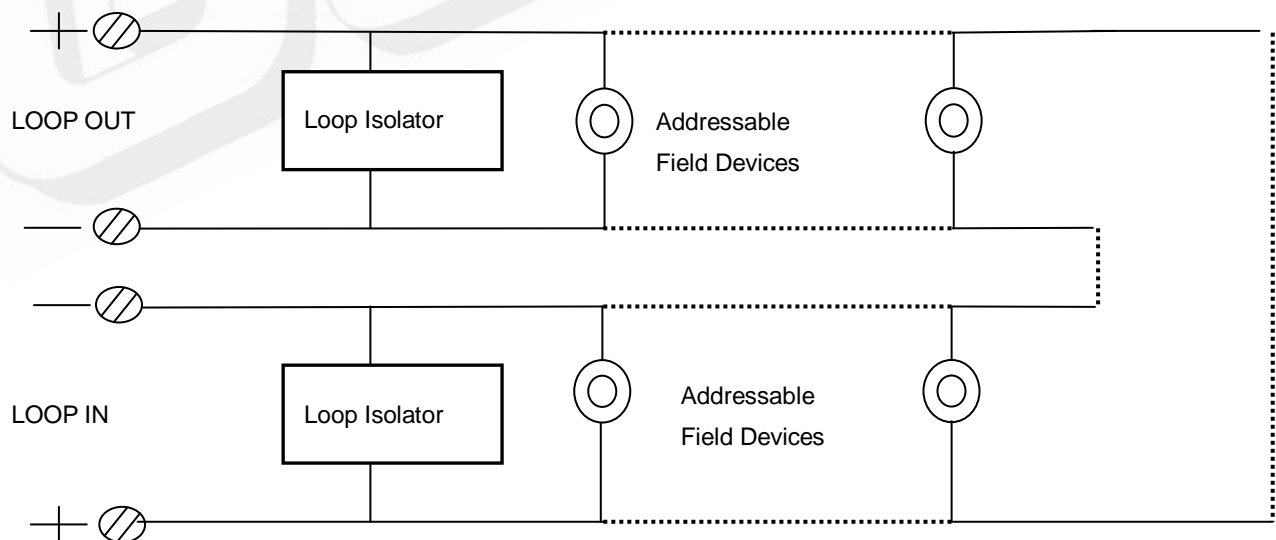 +
LOOP OUT
Loop Isolator
Addressable
Field Devices
—
—
LOOP IN
Loop Isolator
Addressable
Field Devices
+